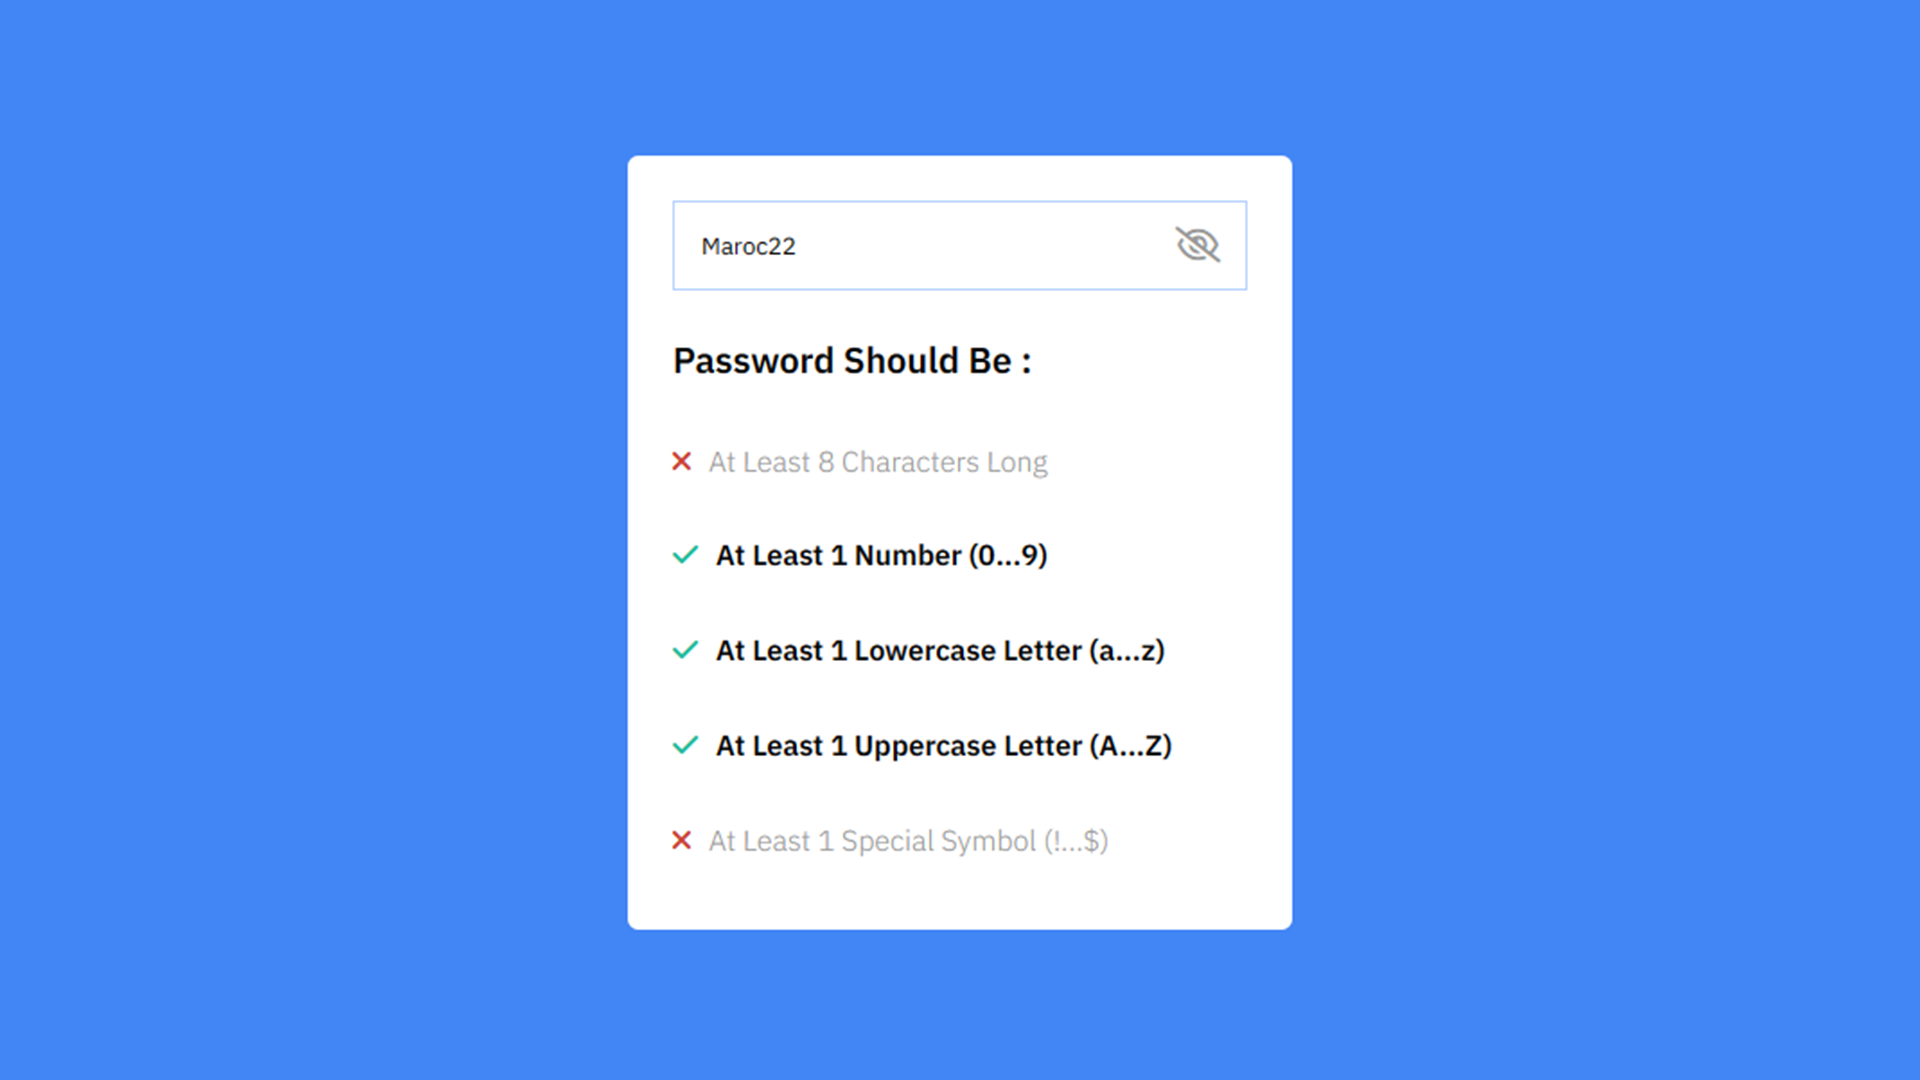 Maroc22
Password Should Be :
At Least 8 Characters Long
At Least 1 Number (0...9)
At Least 1 Lowercase Letter (a...z)
At Least 1 Uppercase Letter (A...Z)
At Least 1 Special Symbol (!...$)